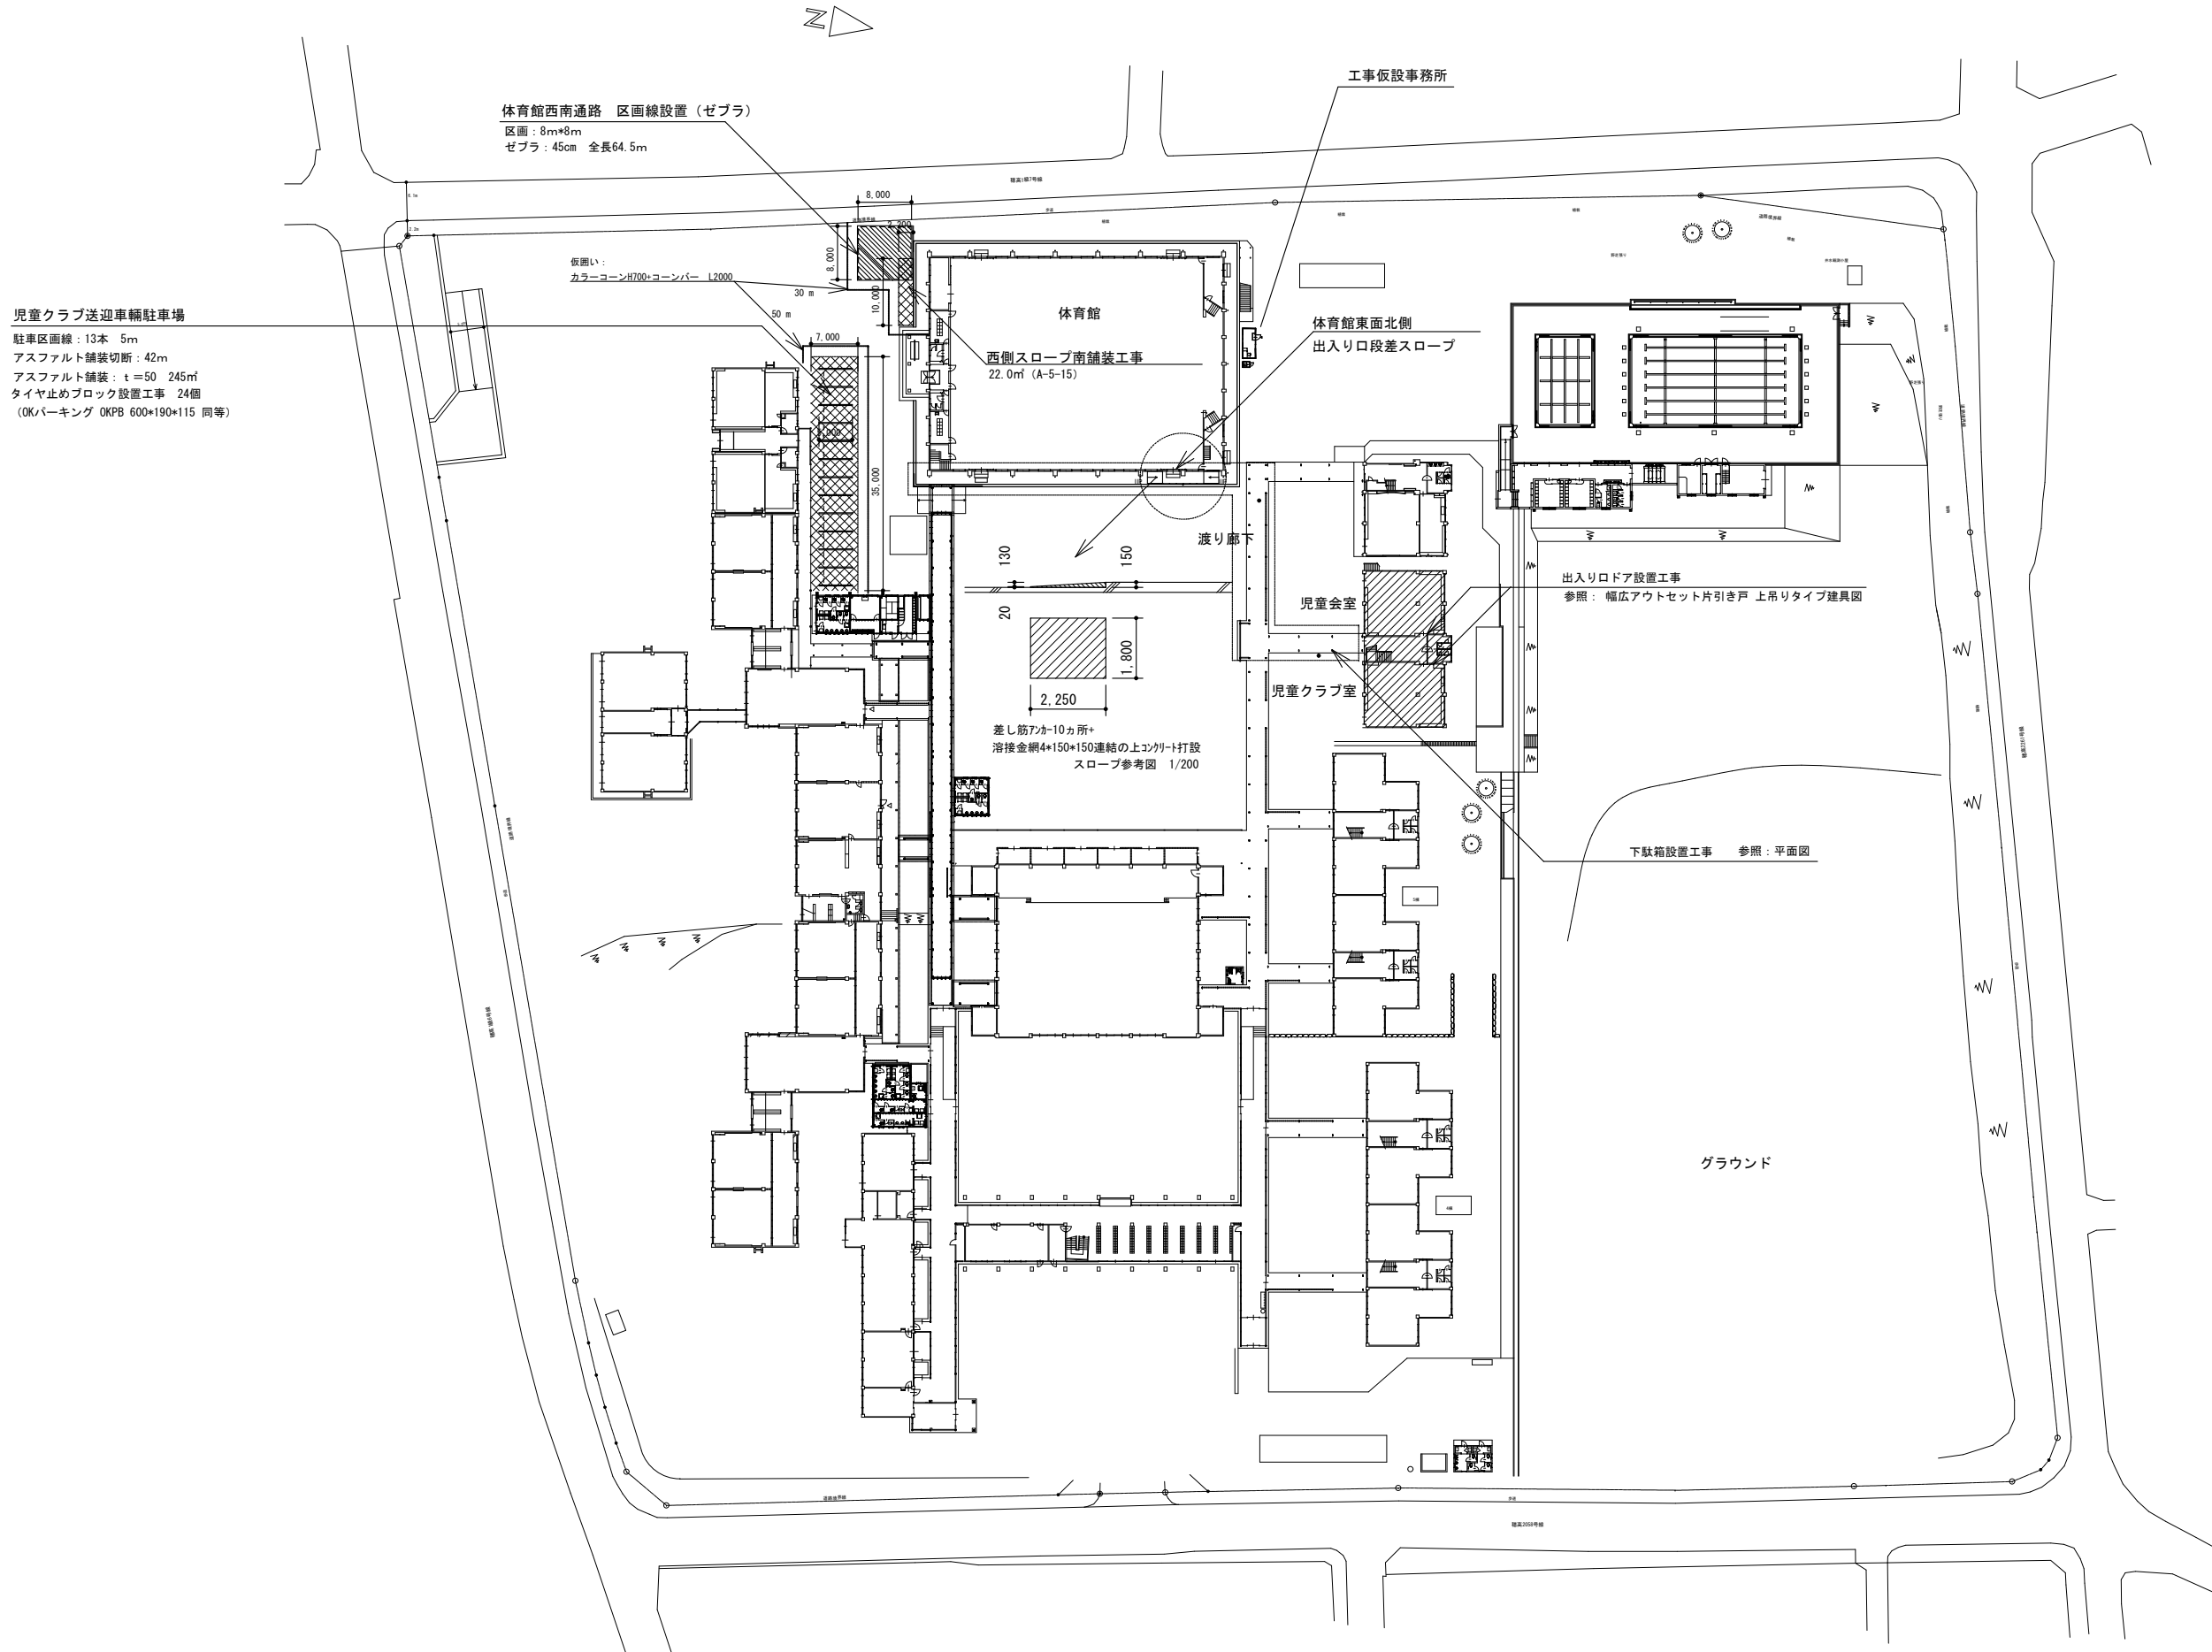 N
工事仮設事務所
体育館西南通路　区画線設置（ゼブラ）
区画：8m*8m
ゼブラ：45cm　全長64.5m
8,000
2,200
8,000
仮囲い：
カラーコーンH700+コーンバー　L2000
30 m
10,000
50 m
7,000
体育館
児童クラブ送迎車輛駐車場
駐車区画線：13本　5m
アスファルト舗装切断：42m
アスファルト舗装：ｔ＝50　245㎡
タイヤ止めブロック設置工事　24個
（OKパーキング OKPB 600*190*115 同等）
体育館東面北側
出入り口段差スロープ
西側スロープ南舗装工事
22.0㎡（A-5-15）
35,000
渡り廊下
130
150
20
児童会室
出入り口ドア設置工事
参照： 幅広アウトセット片引き戸 上吊りタイプ建具図
1,800
2,250
児童クラブ室
差し筋ｱﾝｶｰ10ヵ所+
溶接金網4*150*150連結の上ｺﾝｸﾘｰﾄ打設
スロープ参考図　1/200
下駄箱設置工事　　参照：平面図
グラウンド